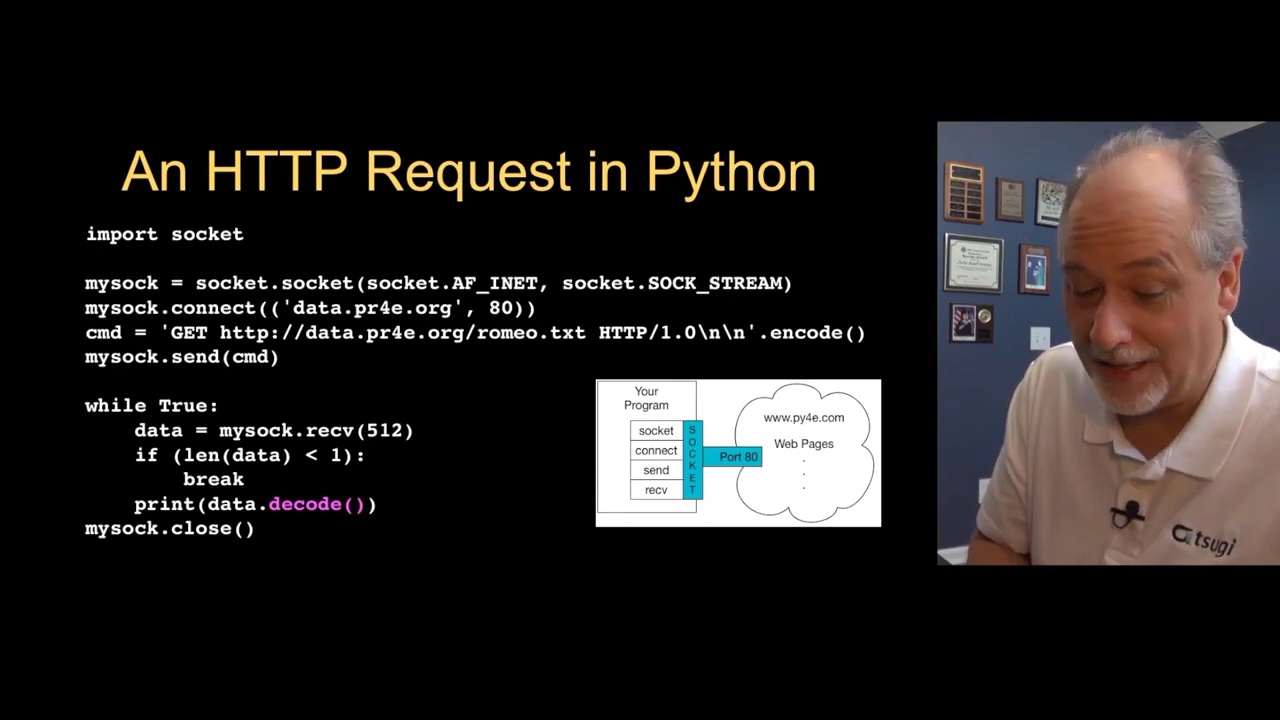 An HTTP Request in Python
import socket
mysock = socket.socket(socket.AF_INET, socket.SOCK_STREAM)
mysock.connect(('data.pr4e.org', 80))
cmd = 'GET http://data.pr4e.org/romeo.txt HTTP/1.0\n\n'.encode()
mysock.send(cmd)
while True:
    data = mysock.recv(512)
    if (len(data) < 1):
        break
    print(data.decode())
mysock.close()
Your
Program
socket
connect
send
recv
SOCKET
Port 80
www.py4e.com
Web Pages
.
.
.
tsugi